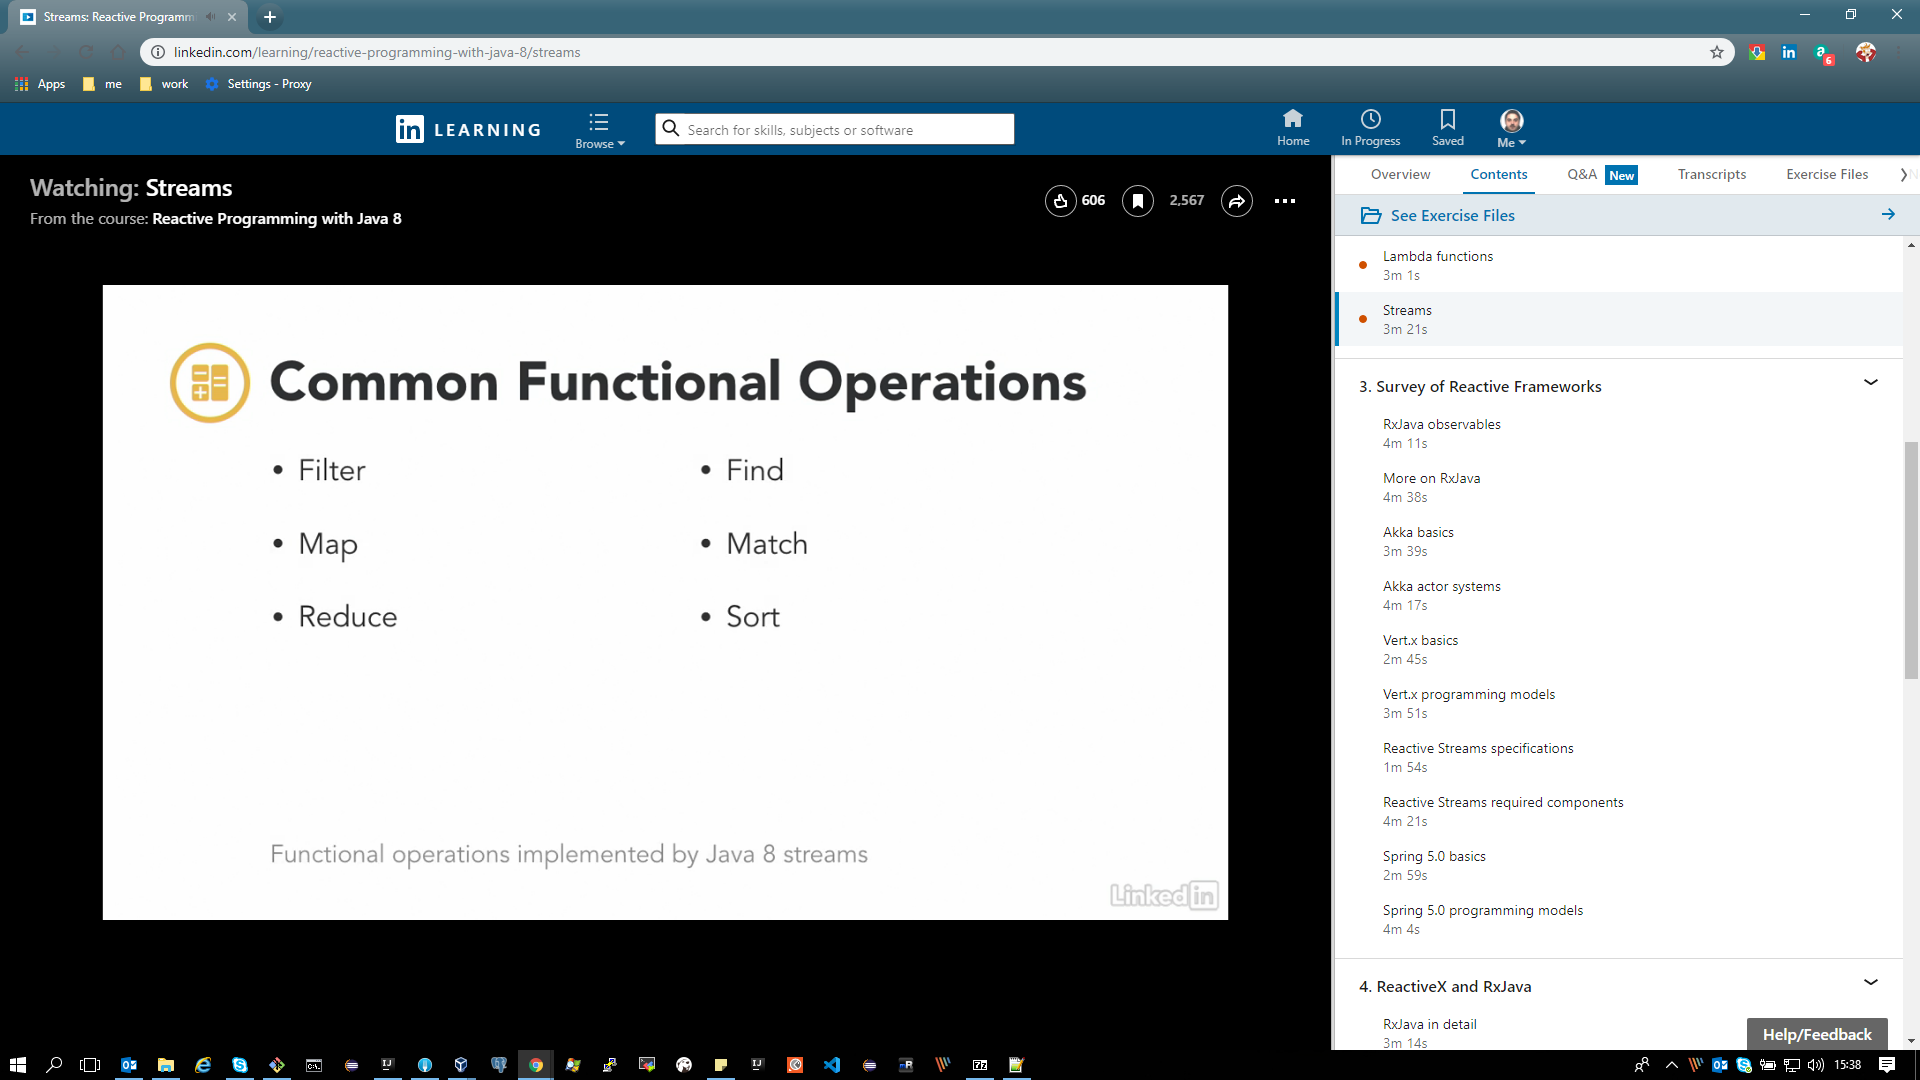 Streams: Reactive Programm
linkedin.com/learning/reactive-programming-with-java-8/streams
6
Apps
me
work
Settings - Proxy
in LEARNING
Browse
Search for skills, subjects or software
Home
In Progress
Saved
Me
Watching: Streams
From the course: Reactive Programming with Java 8
606
2,567
Common Functional Operations
• Filter
• Map
• Reduce
• Find
• Match
• Sort
Functional operations implemented by Java 8 streams
Linkedin
Overview
Contents
Q&A New
Transcripts
Exercise Files
See Exercise Files
Lambda functions
3m 1s
Streams
3m 21s
3. Survey of Reactive Frameworks
RxJava observables
4m 11s
More on RxJava
4m 38s
Akka basics
3m 39s
Akka actor systems
4m 17s
Vert.x basics
2m 45s
Vert.x programming models
3m 51s
Reactive Streams specifications
1m 54s
Reactive Streams required components
4m 21s
Spring 5.0 basics
2m 59s
Spring 5.0 programming models
4m 4s
4. ReactiveX and RxJava
RxJava in detail
3m 14s
Help/Feedback
15:38